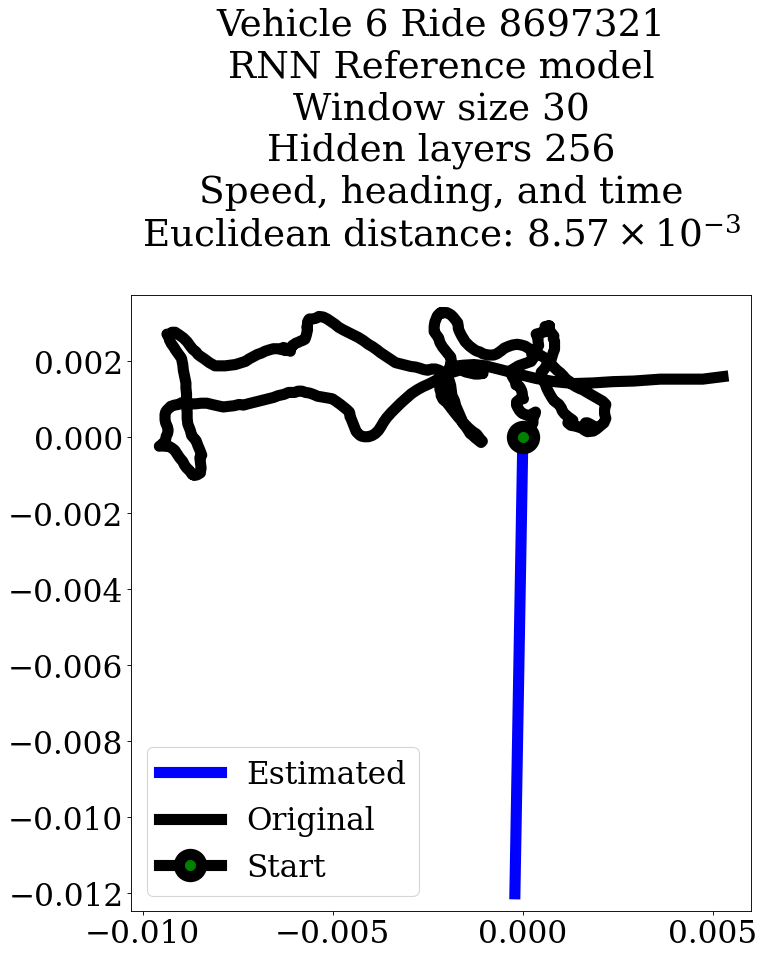 Vehicle 6 Ride 8697321
RNN Reference model
Window size 30
Hidden layers 256
Speed, heading, and time
Euclidean distance: 8.57 × 10⁻³
0.002
0.000
−0.002
−0.004
−0.006
−0.008
−0.010
−0.012
Estimated
Original
Start
−0.010
−0.005
0.000
0.005